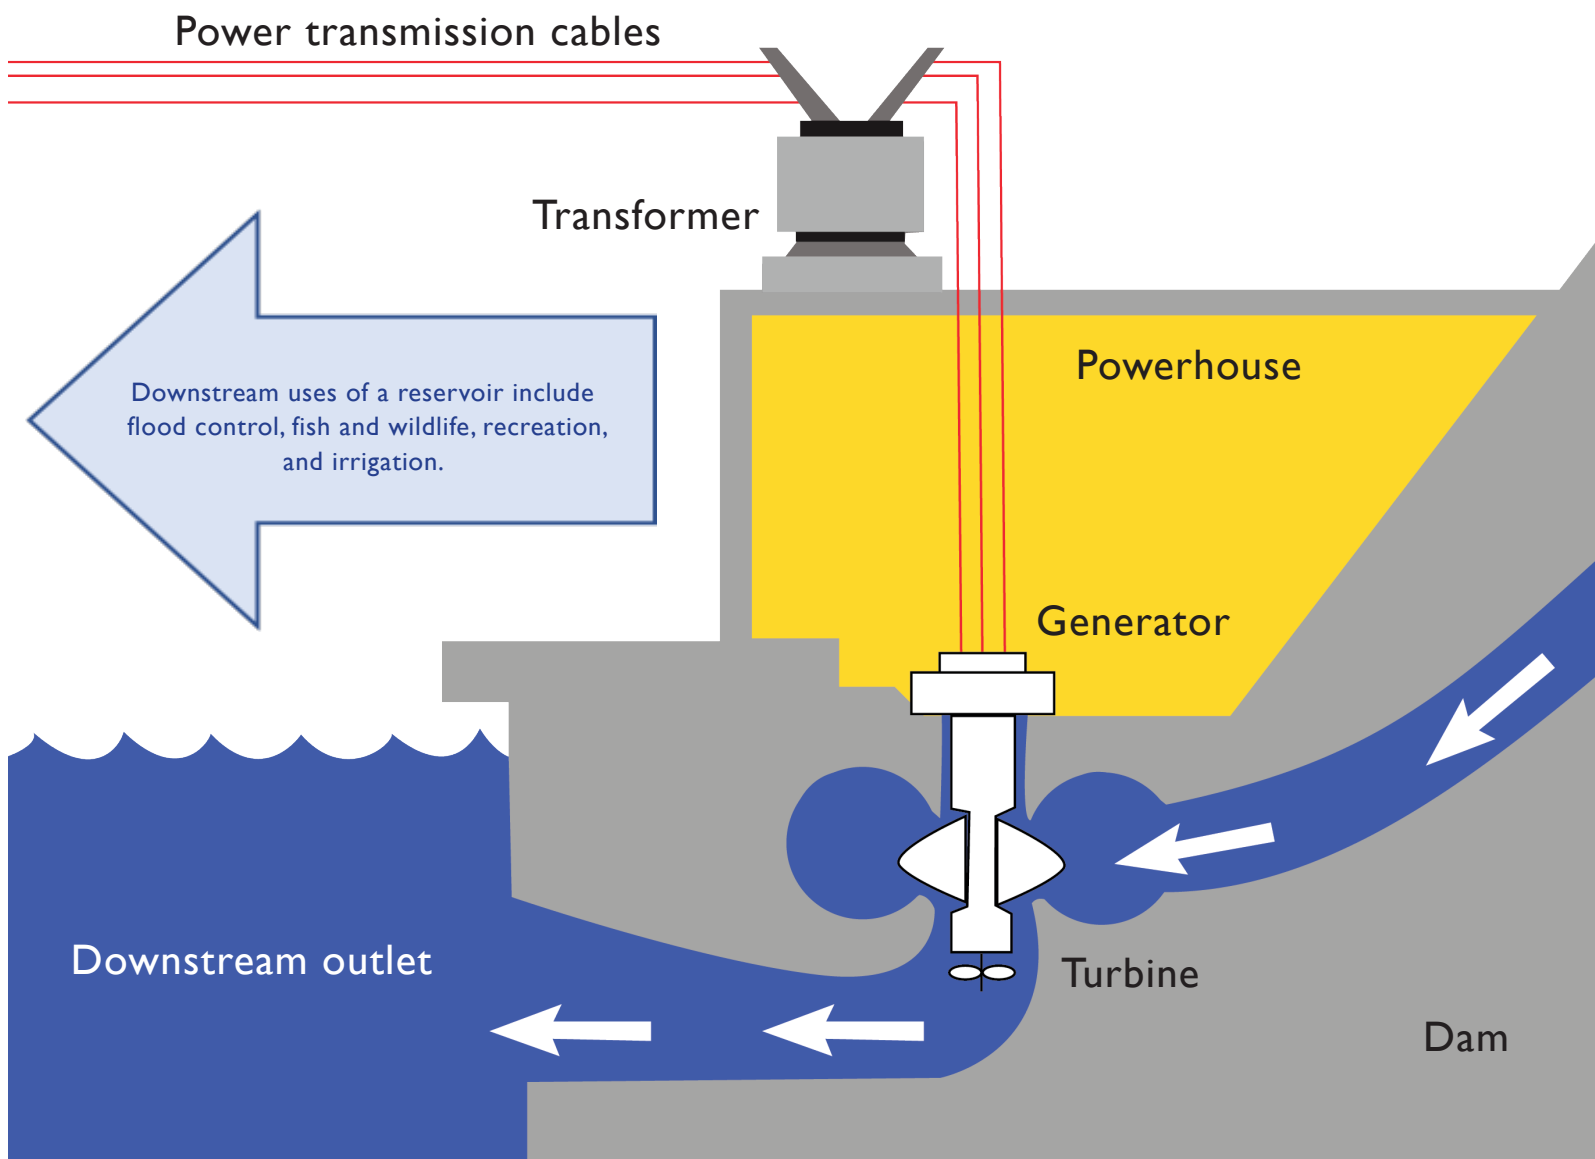 Power transmission cables
Transformer
Powerhouse
Downstream uses of a reservoir include
flood control, fish and wildlife, recreation,
and irrigation.
Generator
Downstream outlet
Turbine
Dam